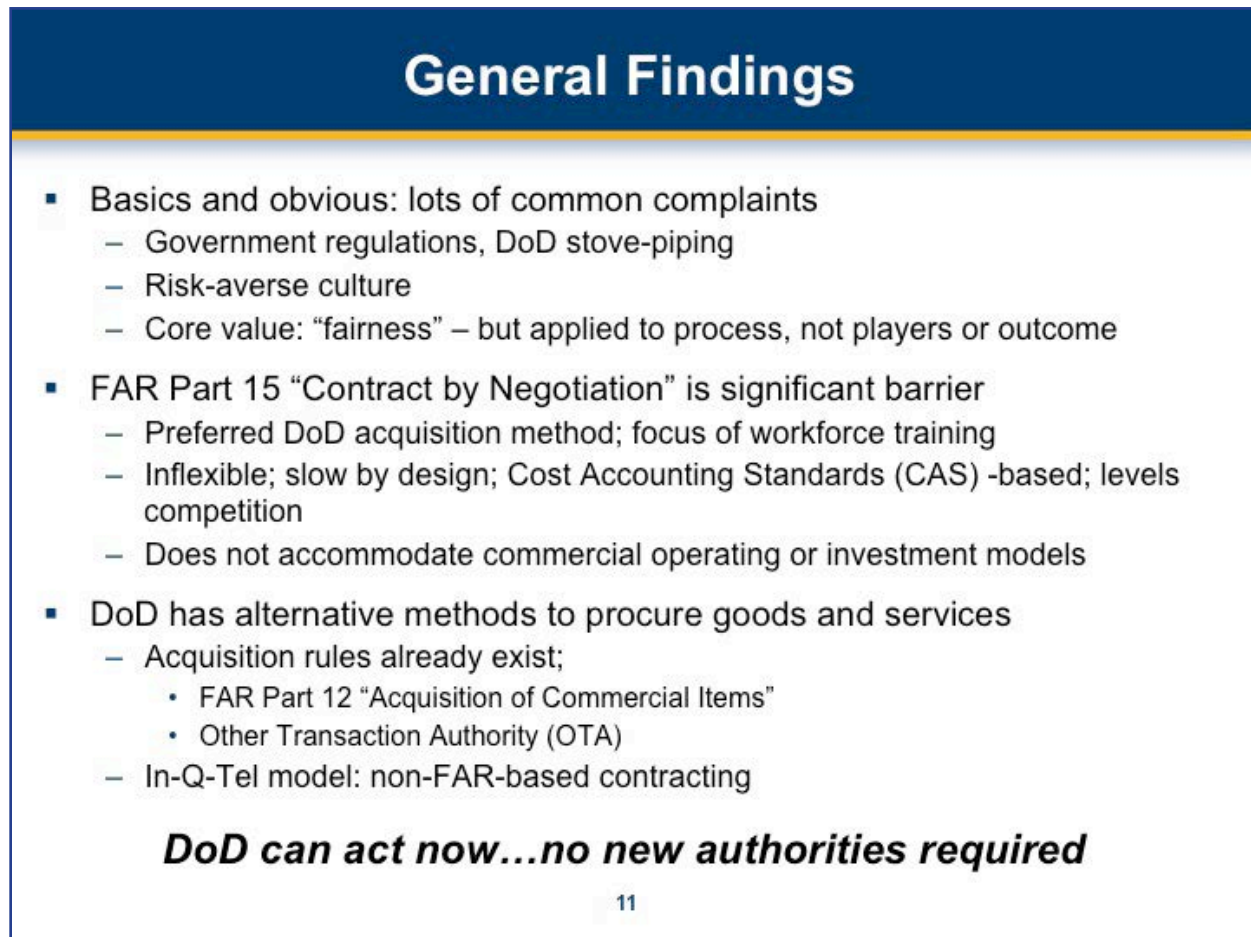 General Findings
▪ Basics and obvious: lots of common complaints
– Government regulations, DoD stove-piping
– Risk-averse culture
– Core value: “fairness” – but applied to process, not players or outcome
▪ FAR Part 15 “Contract by Negotiation” is significant barrier
– Preferred DoD acquisition method; focus of workforce training
– Inflexible; slow by design; Cost Accounting Standards (CAS) -based; levels
competition
– Does not accommodate commercial operating or investment models
▪ DoD has alternative methods to procure goods and services
– Acquisition rules already exist;
• FAR Part 12 “Acquisition of Commercial Items”
• Other Transaction Authority (OTA)
– In-Q-Tel model: non-FAR-based contracting
DoD can act now…no new authorities required
11